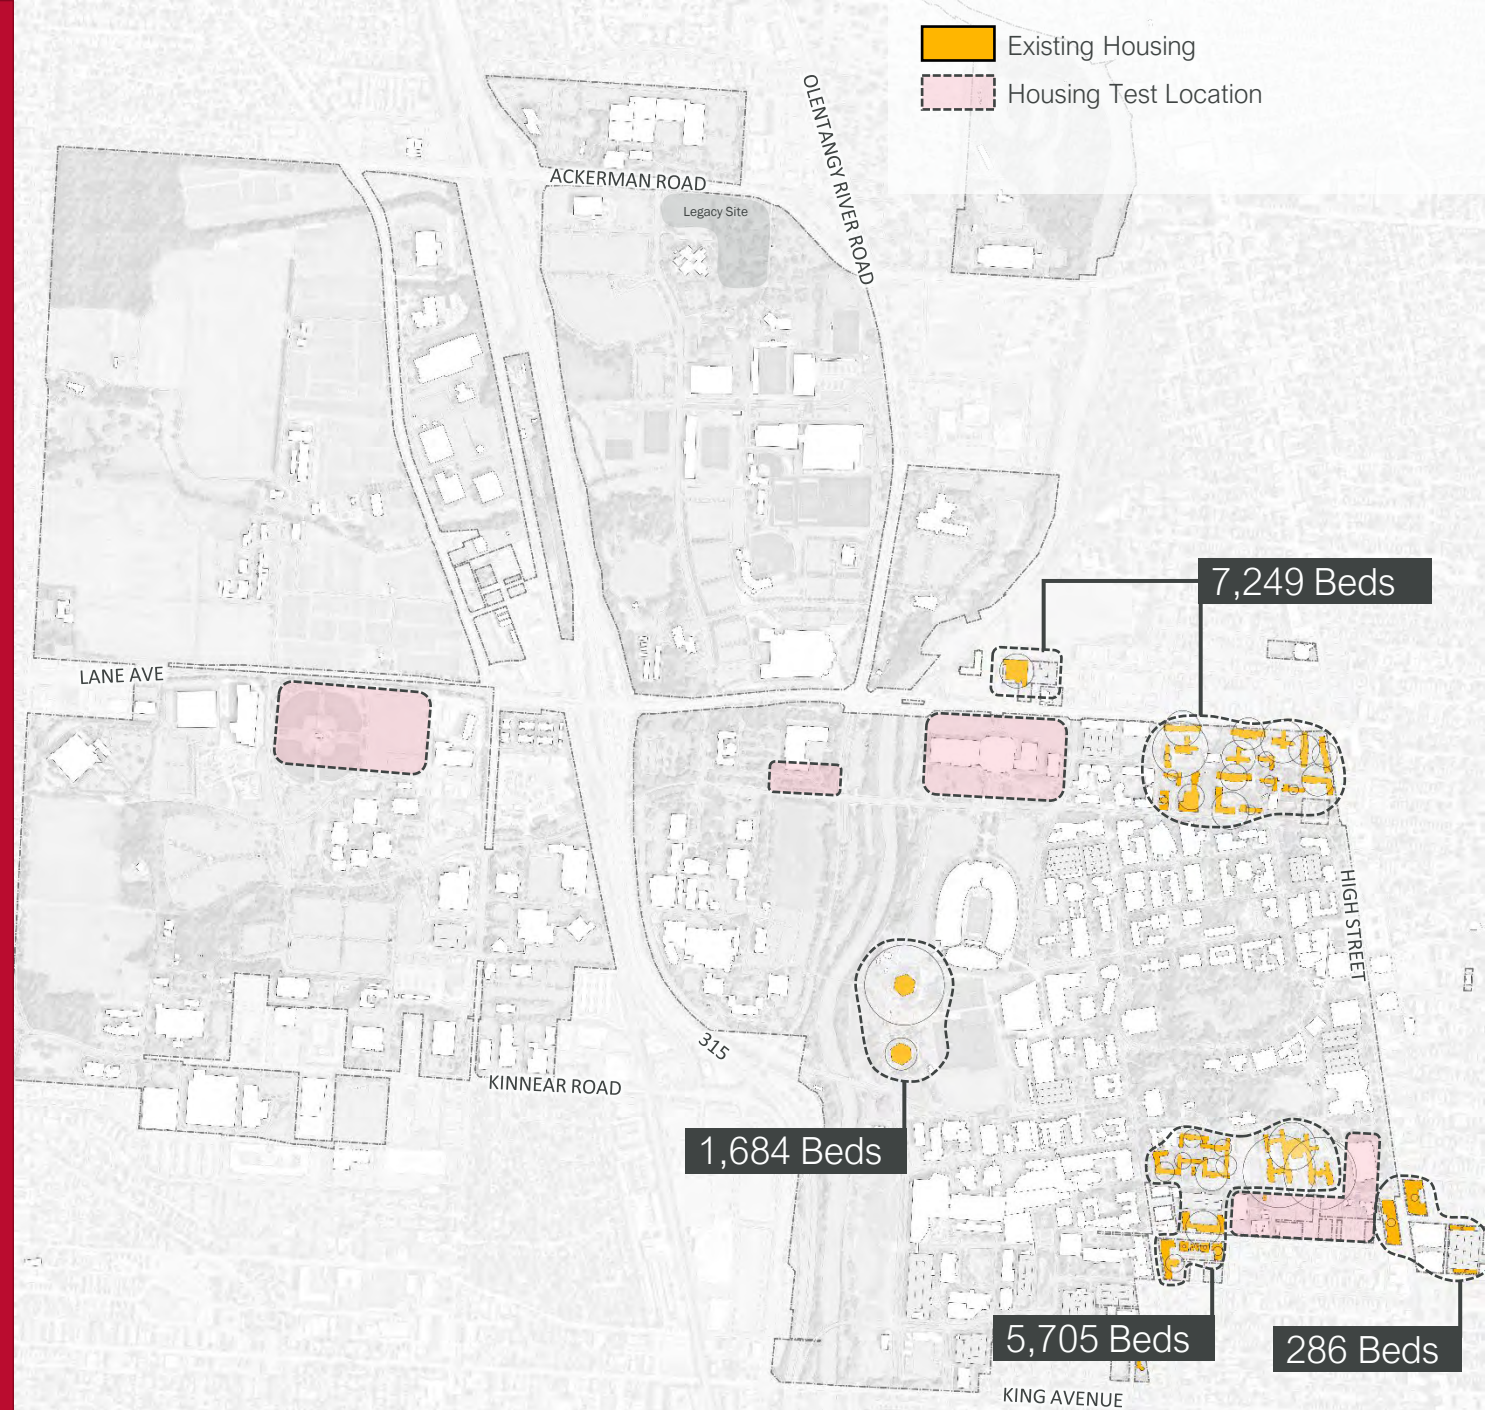 Existing Housing
Housing Test Location
OLENTANGY RIVER ROAD
ACKERMAN ROAD
Legacy Site
7,249 Beds
LANE AVE
HIGH STREET
315
KINNEAR ROAD
1,684 Beds
5,705 Beds
286 Beds
KING AVENUE